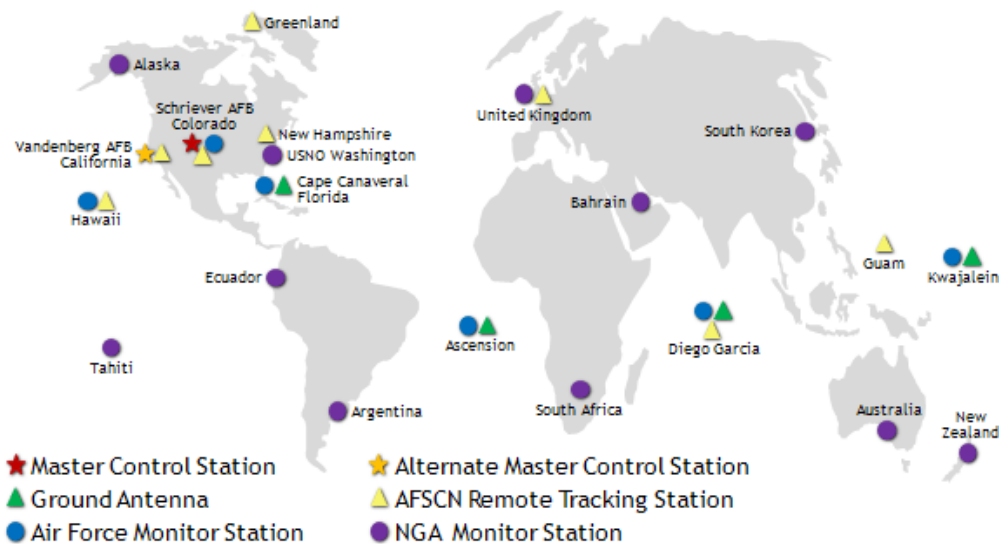 Greenland
Alaska
Schriever AFB
Colorado
United Kingdom
New Hampshire
South Korea
Vandenberg AFB
California
USNO Washington
Cape Canaveral
Florida
Bahrain
Hawaii
Guam
Kwajalein
Ecuador
Ascension
Diego Garcia
Tahiti
Argentina
South Africa
Australia
New
Zealand
Master Control Station
Alternate Master Control Station
Ground Antenna
AFSCN Remote Tracking Station
Air Force Monitor Station
NGA Monitor Station